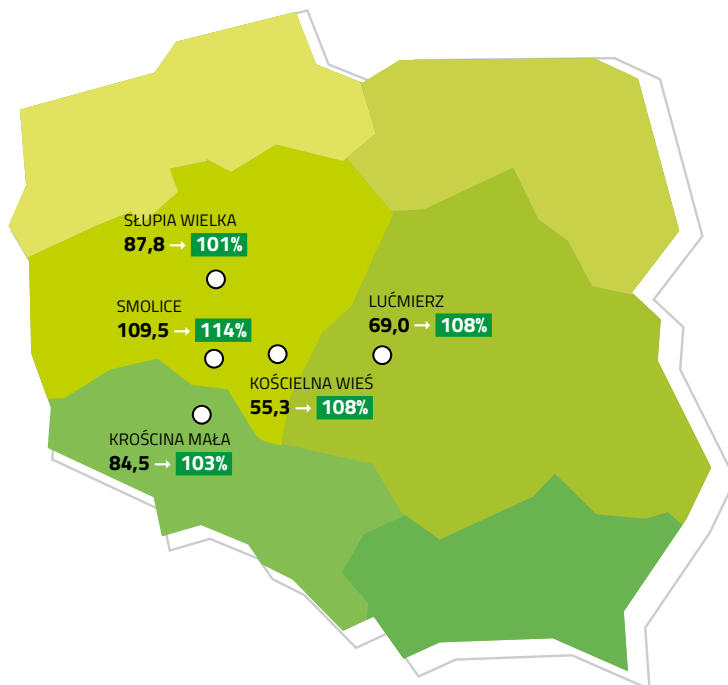 SŁUPIA WIELKA
87,8 → 101%
SMOLICE
109,5 → 114%
LUĆMIERZ
69,0 → 108%
KOŚCIELNA WIEŚ
55,3 → 108%
KROŚCINA MAŁA
84,5 → 103%